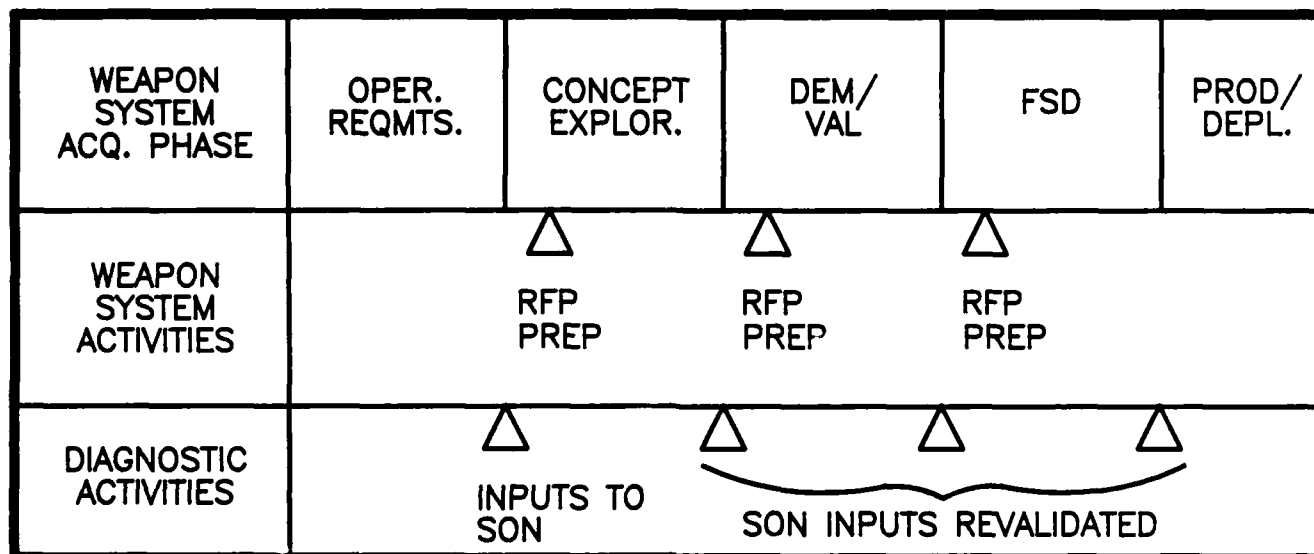 WEAPON
SYSTEM
ACQ. PHASE
OPER.
REQMTS.
CONCEPT
EXPLOR.
DEM/
VAL
FSD
PROD/
DEPL.
WEAPON
SYSTEM
ACTIVITIES
RFP
PREP
RFP
PREP
RFP
PREP
DIAGNOSTIC
ACTIVITIES
INPUTS TO
SON
SON INPUTS REVALIDATED